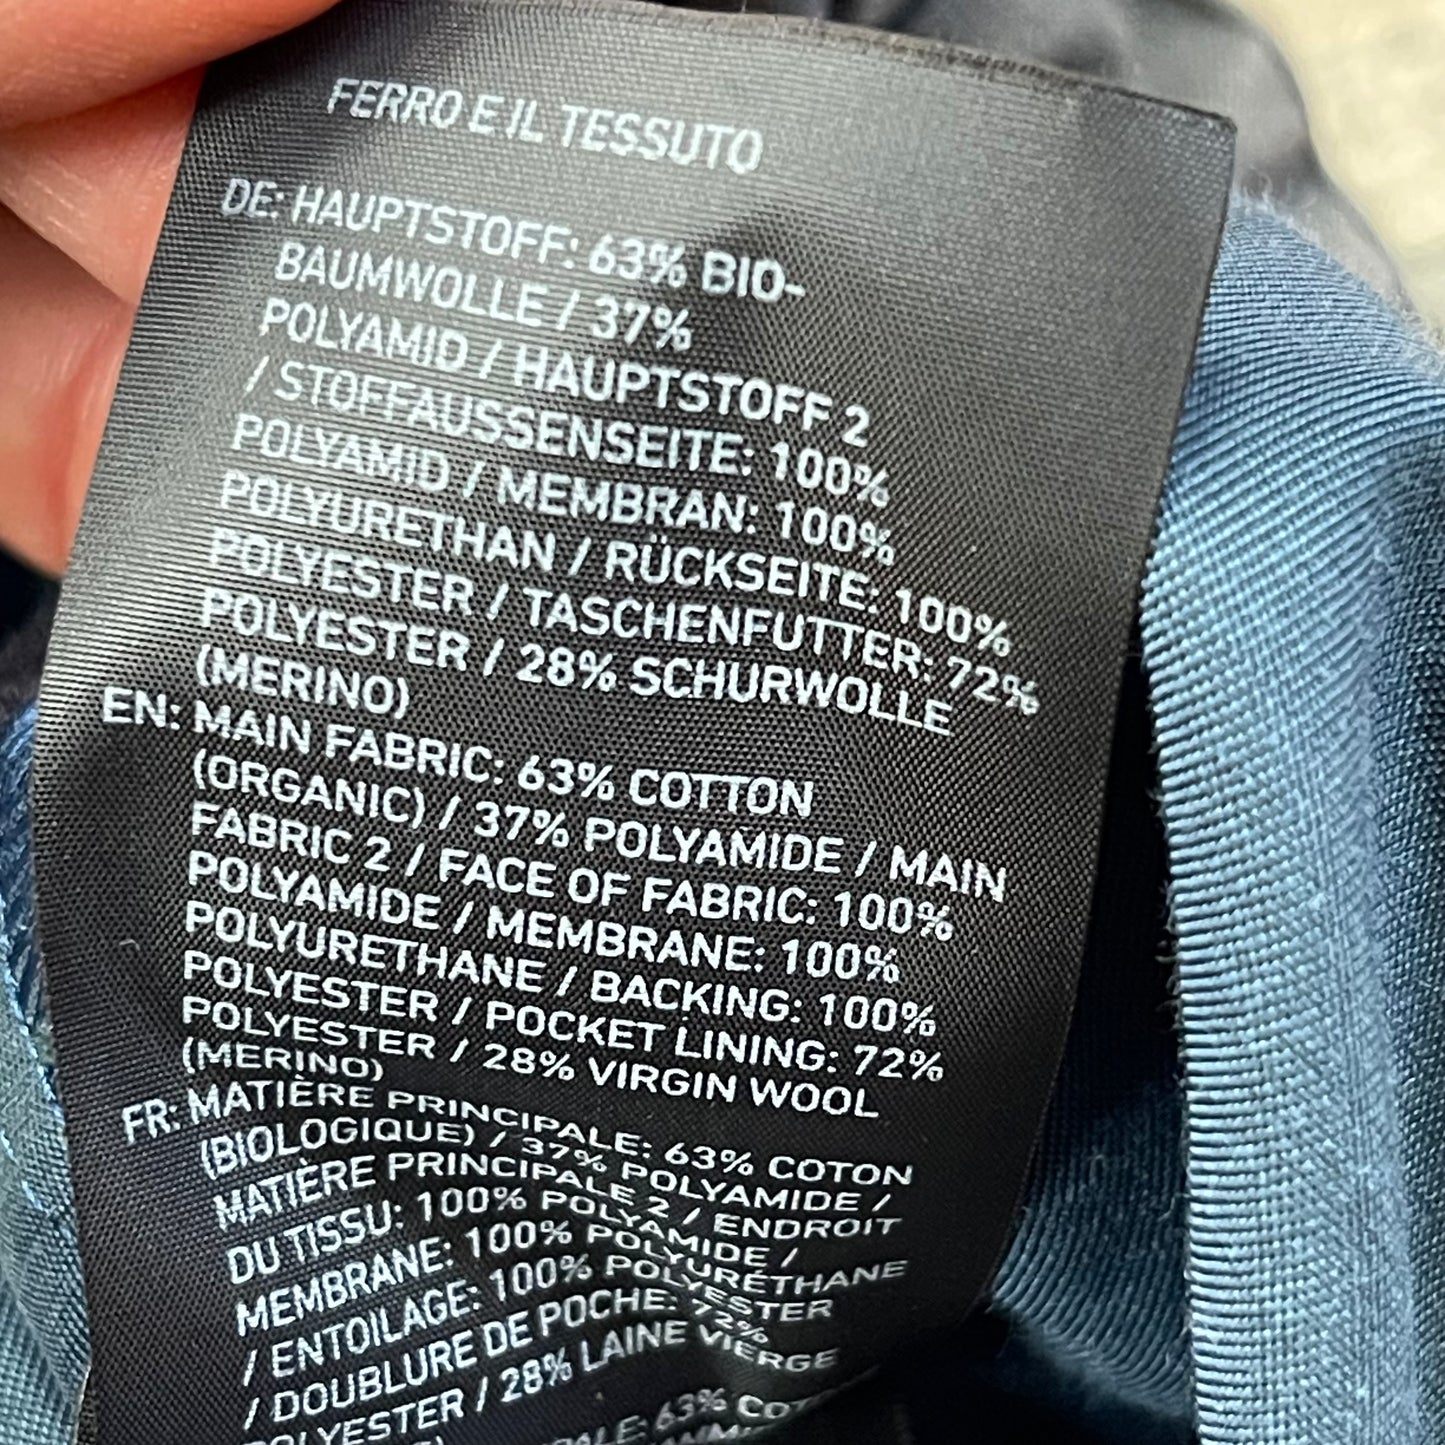 FERRO E IL TESSUTO
DE: HAUPTSTOFF: 63% BIO-
BAUMWOLLE / 37%
POLYAMID / HAUPTSTOFF 2
/ STOFFAUSSENSEITE: 100%
POLYAMID / MEMBRAN: 100%
POLYURETHAN / RÜCKSEITE: 100%
POLYESTER / TASCHENFUTTER: 72%
POLYESTER / 28% SCHURWOLLE
(MERINO)
EN: MAIN FABRIC: 63% COTTON
(ORGANIC) / 37% POLYAMIDE / MAIN
FABRIC 2 / FACE OF FABRIC: 100%
POLYAMIDE / MEMBRANE: 100%
POLYURETHANE / BACKING: 100%
POLYESTER / POCKET LINING: 72%
POLYESTER / 28% VIRGIN WOOL
(MERINO)
FR: MATIÈRE PRINCIPALE: 63% COTON
(BIOLOGIQUE) / 37% POLYAMIDE /
MATIÈRE PRINCIPALE 2 / ENDROIT
DU TISSU: 100% POLYAMIDE /
MEMBRANE: 100% POLYURÉTHANE
/ ENTOILAGE: 100% POLYESTER
/ DOUBLURE DE POCHE: 72%
POLYESTER / 28% LAINE VIERGE
63%